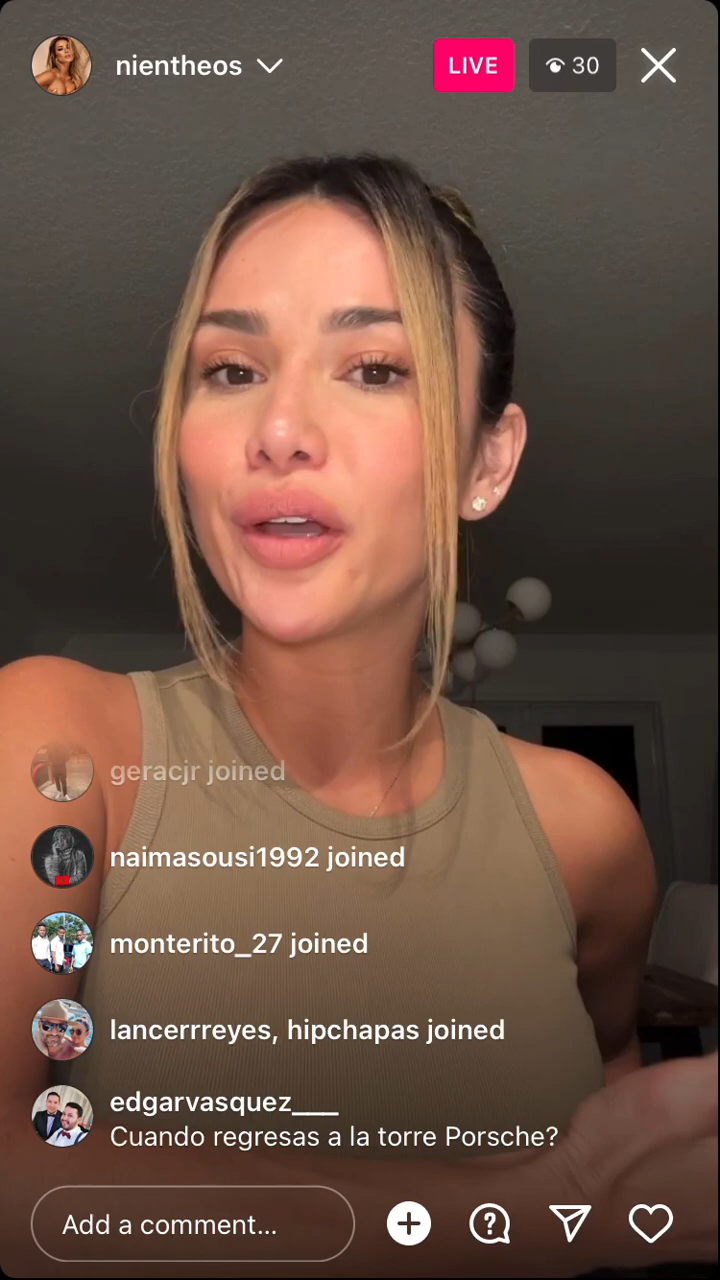 nientheos
LIVE
30
geracjr joined
naimasousi1992 joined
monterito_27 joined
lancerrreyes, hipchapas joined
edgarvasquez____
Cuando regresas a la torre Porsche?
Add a comment...